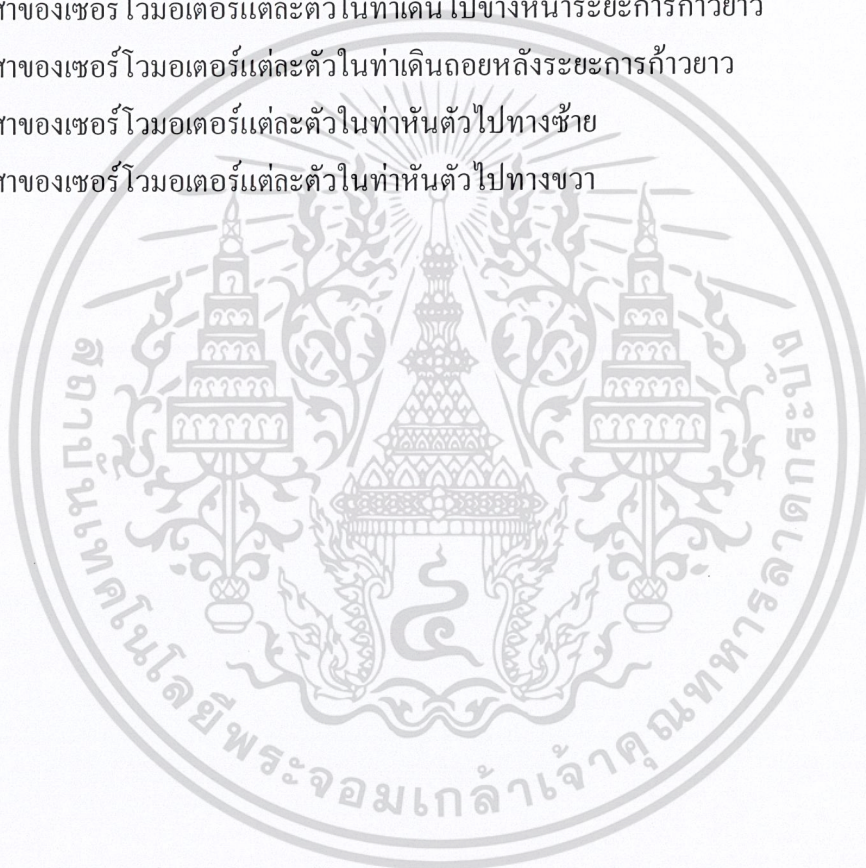 ของเซอร์โวมอเตอร์แต่ละตัวในท่าเดินไปข้างหน้าระยะการก้าวยาว
ของเซอร์โวมอเตอร์แต่ละตัวในท่าเดินถอยหลังระยะการก้าวยาว
ของเซอร์โวมอเตอร์แต่ละตัวในท่าหันตัวไปทางซ้าย
ของเซอร์โวมอเตอร์แต่ละตัวในท่าหันตัวไปทางขวา
สถาบันเทคโนโลยีพระจอมเกล้าเจ้าคุณทหารลาดกระบัง
๔